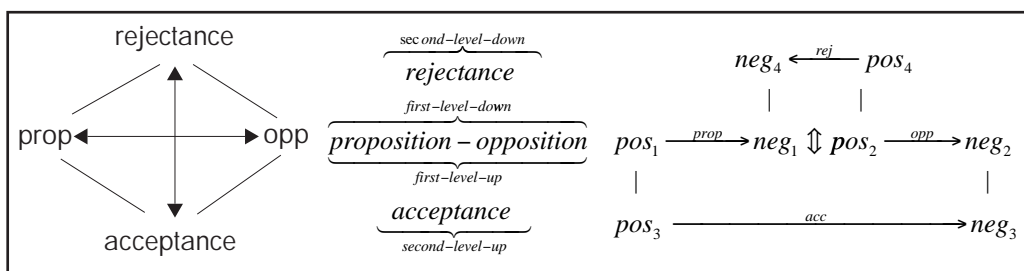 rejectance
prop opp
acceptance
sec ond–level–down
rejectance
first–level–down
proposition – opposition
first–level–up
acceptance
second–level–up
neg4 rej pos4
pos1 prop neg1 ⇕ pos2 opp neg2
pos3 acc neg3